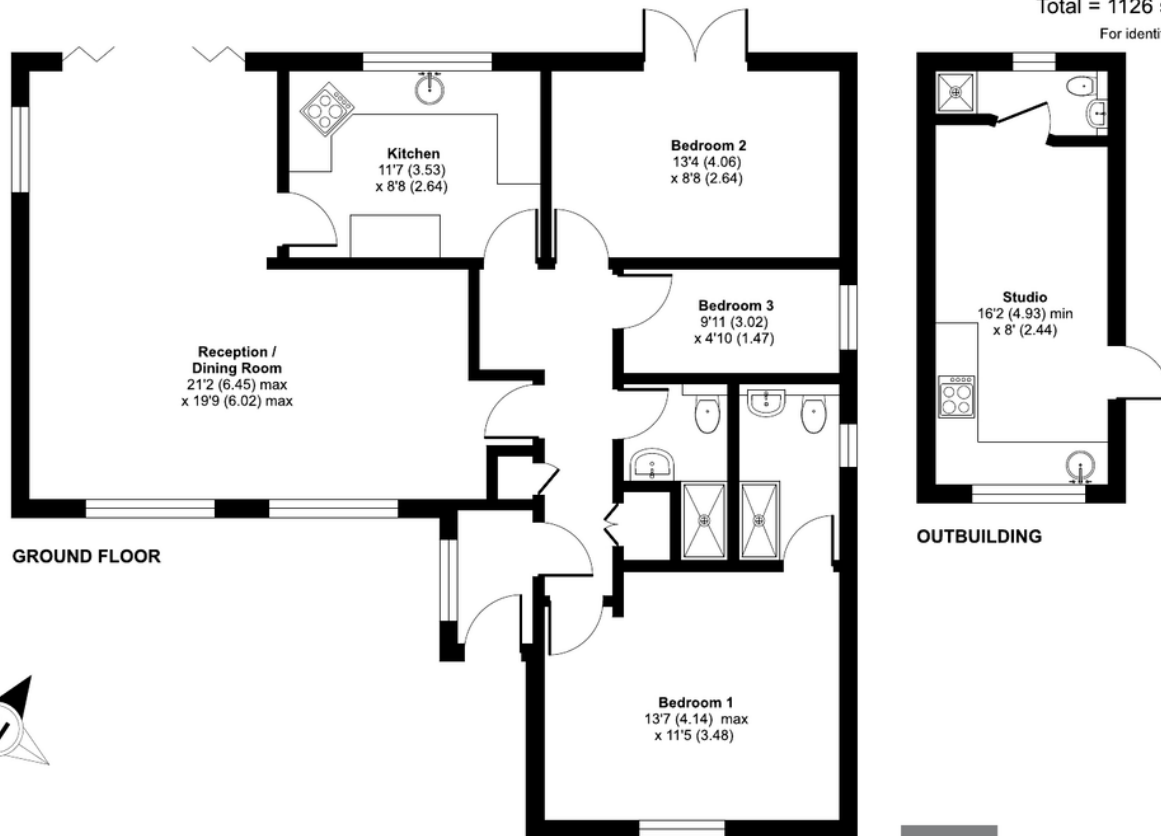 Total = 1126
For identi
Kitchen
11'7 (3.53)
x 8'8 (2.64)
Bedroom 2
13'4 (4.06)
x 8'8 (2.64)
Bedroom 3
9'11 (3.02)
x 4'10 (1.47)
Reception /
Dining Room
21'2 (6.45) max
x 19'9 (6.02) max
Studio
16'2 (4.93) min
x 8' (2.44)
GROUND FLOOR
OUTBUILDING
Bedroom 1
13'7 (4.14) max
x 11'5 (3.48)